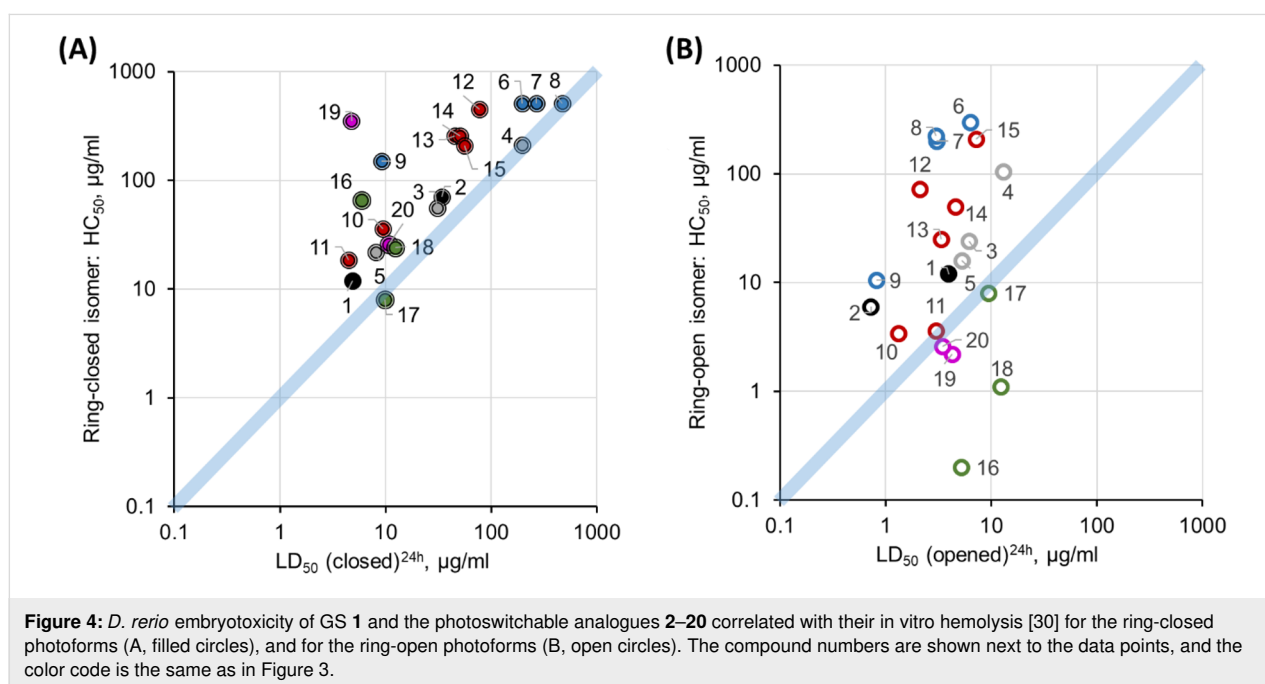 (A)
Ring-closed isomer: HC50, µg/ml
1000
100
10
1
0.1
0.1 1 10 100 1000
LD50 (closed)24h, µg/ml
12 6 7 8
19 14
13 4
9 15
16 3 2
10 20
11 18
5
1 17
(B)
Ring-open isomer: HC50, µg/ml
1000
100
10
1
0.1
0.1 1 10 100 1000
LD50 (opened)24h, µg/ml
6
8 15
7
12 4
14
13 3
1 5
9 17
2 11
10 20
19 18
16
Figure 4: D. rerio embryotoxicity of GS 1 and the photoswitchable analogues 2–20 correlated with their in vitro hemolysis [30] for the ring-closed
photoforms (A, filled circles), and for the ring-open photoforms (B, open circles). The compound numbers are shown next to the data points, and the
color code is the same as in Figure 3.